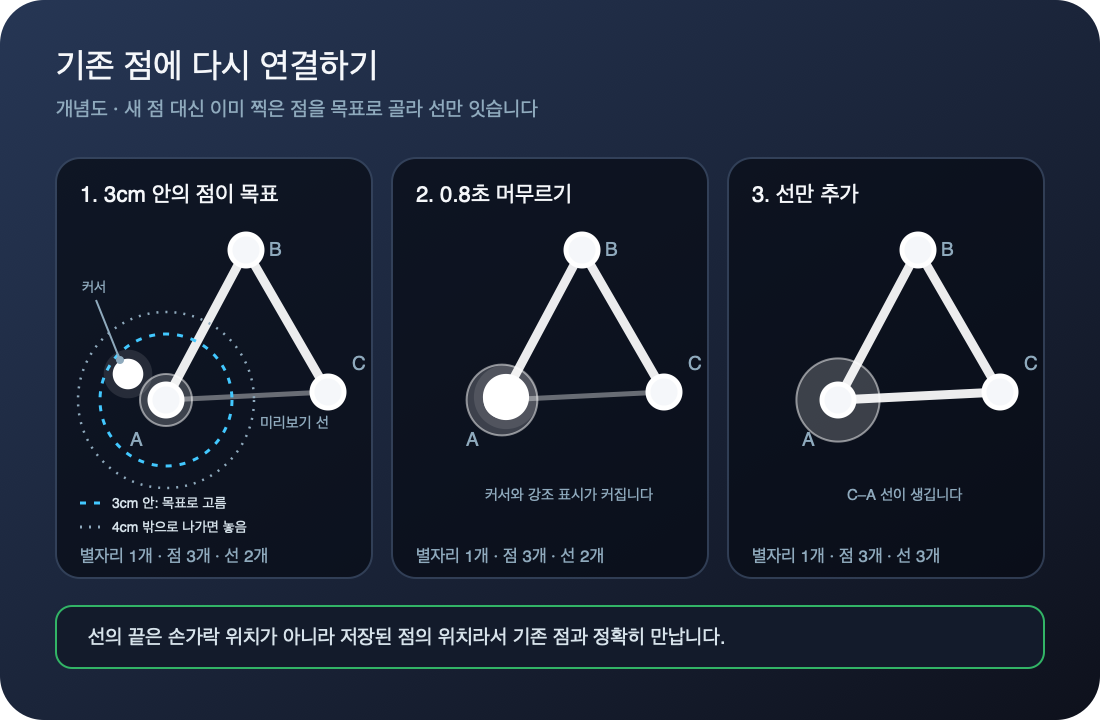 기존 점에 다시 연결하기
개념도 · 새 점 대신 이미 찍은 점을 목표로 골라 선만 잇습니다
1. 3cm 안의 점이 목표
B
커서
C
미리보기 선
A
3cm 안: 목표로 고름
4cm 밖으로 나가면 놓음
별자리 1개 · 점 3개 · 선 2개
2. 0.8초 머무르기
B
C
A
커서와 강조 표시가 커집니다
별자리 1개 · 점 3개 · 선 2개
3. 선만 추가
B
C
A
C–A 선이 생깁니다
별자리 1개 · 점 3개 · 선 3개
선의 끝은 손가락 위치가 아니라 저장된 점의 위치라서 기존 점과 정확히 만납니다.